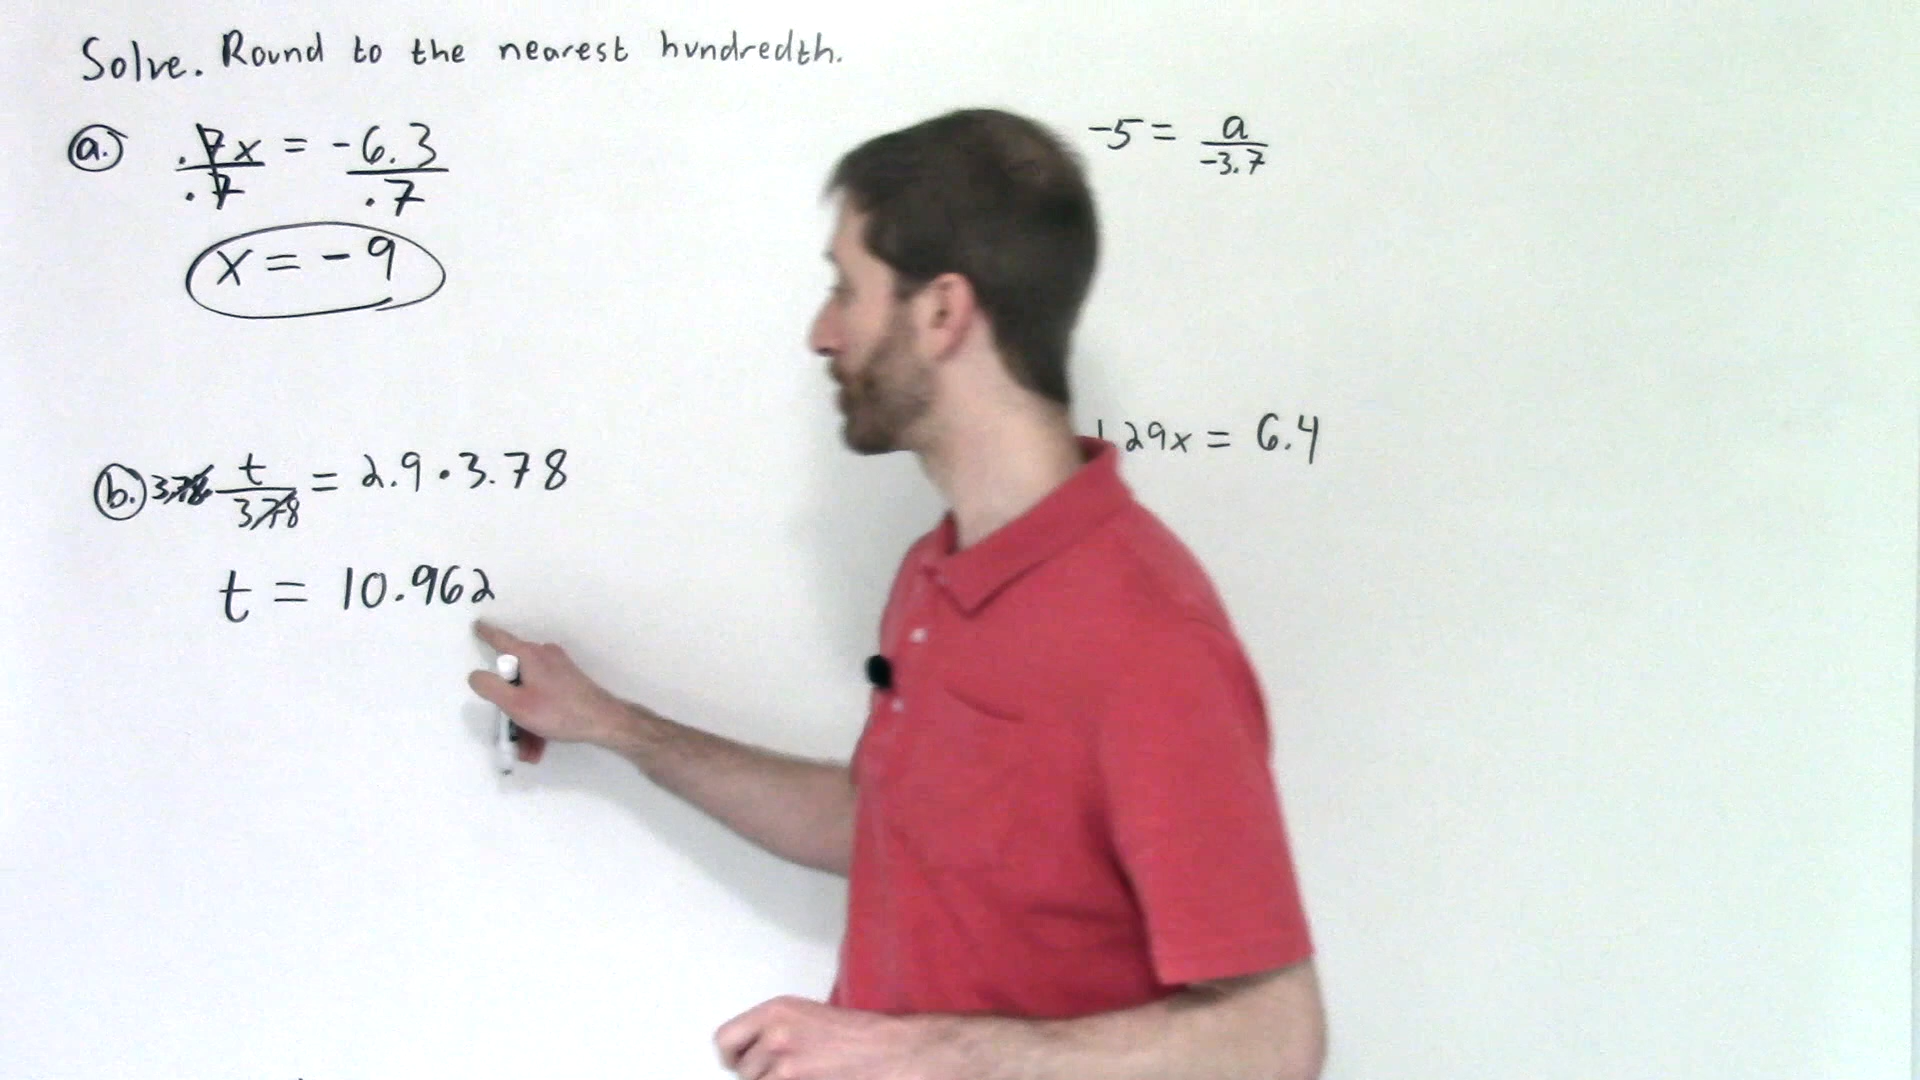 Solve. Round to the nearest hundredth.
a. .7x = -6.3
.7 .7
x = -9
b. 3.78 t = 2.9 · 3.78
3.78
t = 10.962
-5 = a
-3.7
.29x = 6.4